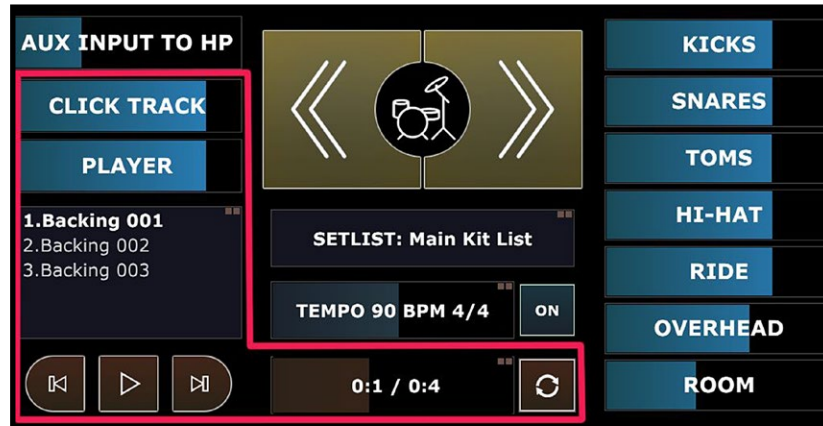 AUX INPUT TO HP
CLICK TRACK
PLAYER
1.Backing 001
2.Backing 002
3.Backing 003
SETLIST: Main Kit List
TEMPO 90 BPM 4/4
ON
0:1 / 0:4
KICKS
SNARES
TOMS
HI-HAT
RIDE
OVERHEAD
ROOM